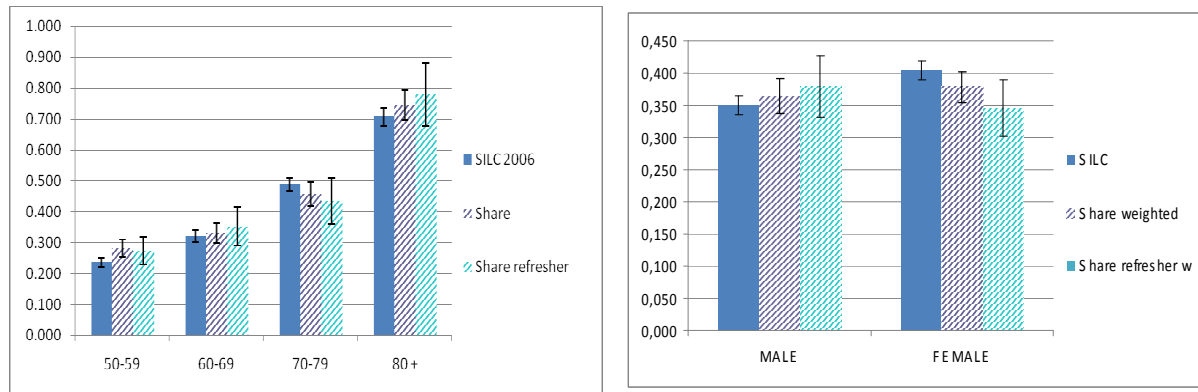 1.000
0.900
0.800
0.700
0.600
0.500
0.400
0.300
0.200
0.100
0.000
50-59 60-69 70-79 80 +
SILC 2006
Share
Share refresher
0,450
0,400
0,350
0,300
0,250
0,200
0,150
0,100
0,050
0,000
MALE FEMALE
SILC
Share weighted
Share refresher w